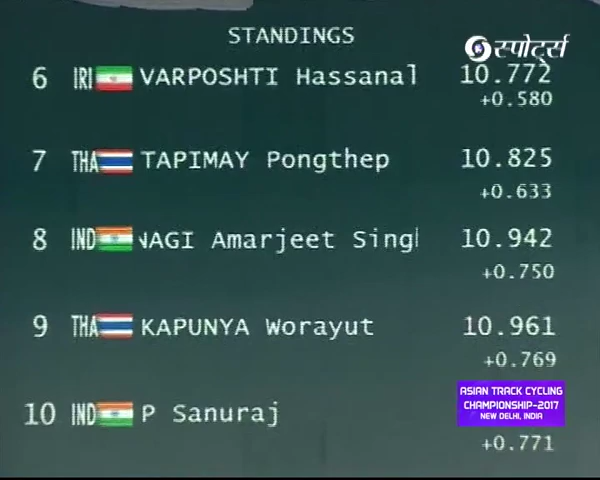 STANDINGS
स्पोर्ट्स
6 IRI VARPOSHTI Hassanal 10.772
+0.580
7 THA TAPIMAY Pongthep 10.825
+0.633
8 IND NAGI Amarjeet Singh 10.942
+0.750
9 THA KAPUNYA Worayut 10.961
+0.769
10 IND P Sanuraj
ASIAN TRACK CYCLING
CHAMPIONSHIP-2017
NEW DELHI, INDIA
+0.771